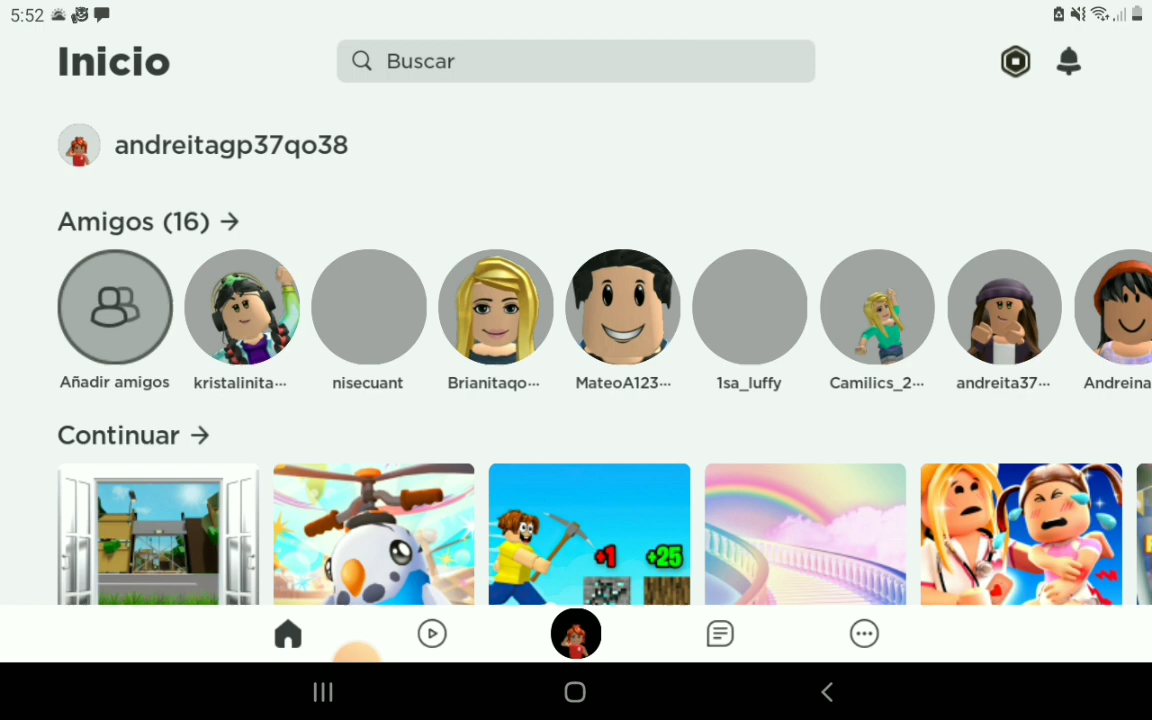 5:52
Inicio
Buscar
andreitagp37qo38
Amigos (16) →
Añadir amigos
kristalinita···
nisecuant
Brianitaqo···
MateoA123···
1sa_luffy
Camilics_2···
andreita37···
Andreina
Continuar →
+1
+25